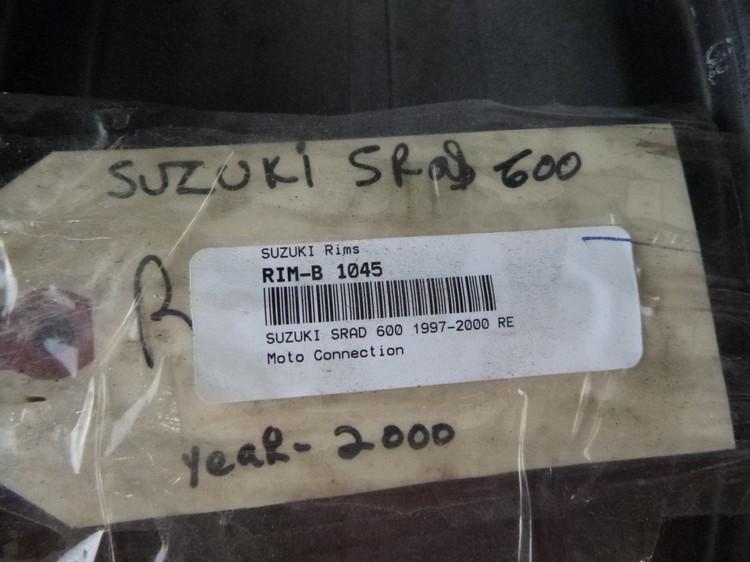 SUZUKI SRad 600
R
SUZUKI Rims
RIM-B 1045
SUZUKI SRAD 600 1997-2000 RE
Moto Connection
year- 2000